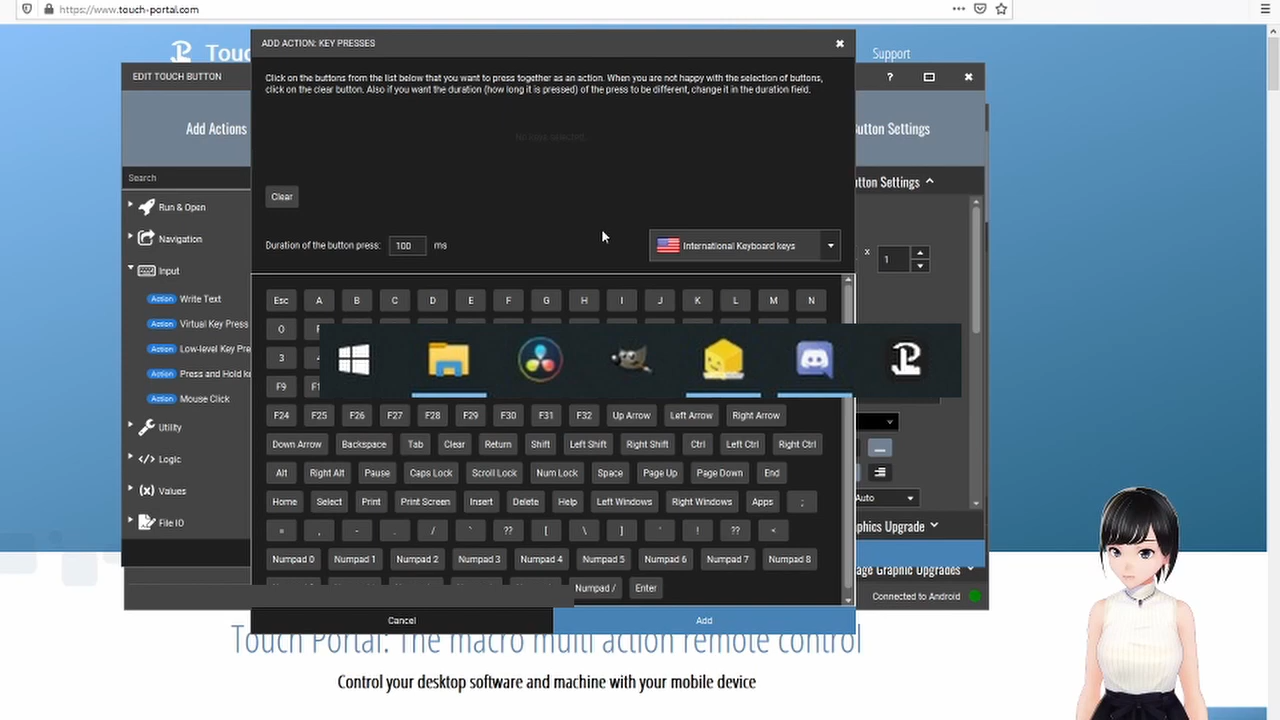 https://www.touch-portal.com
Touc
Support
ADD ACTION: KEY PRESSES
EDIT TOUCH BUTTON
?
Click on the buttons from the list below that you want to press together as an action. When you are not happy with the selection of buttons,
click on the clear button. Also if you want the duration (how long it is pressed) of the press to be different, change it in the duration field.
Add Actions
No keys selected.
Button Settings
Search
Button Settings
Clear
Run & Open
Navigation
Duration of the button press: 100 ms
International Keyboard keys
x 1
Input
Action Write Text
Action Virtual Key Press
Action Low-level Key Pre
Action Press and Hold k
Action Mouse Click
Utility
Logic
Values
File IO
Esc A B C D E F G H I J K L M N
O
3
F9
F24 F25 F26 F27 F28 F29 F30 F31 F32 Up Arrow Left Arrow Right Arrow
Down Arrow Backspace Tab Clear Return Shift Left Shift Right Shift Ctrl Left Ctrl Right Ctrl
Alt Right Alt Pause Caps Lock Scroll Lock Num Lock Space Page Up Page Down End
Home Select Print Print Screen Insert Delete Help Left Windows Right Windows Apps ;
= , - . / ` ?? [ \ ] ' ! ?? <
Numpad 0 Numpad 1 Numpad 2 Numpad 3 Numpad 4 Numpad 5 Numpad 6 Numpad 7 Numpad 8
Numpad / Enter
Auto
Graphics Upgrade
Manage Graphic Upgrades
Connected to Android
Cancel
Add
Touch Portal: The macro multi action remote control
Control your desktop software and machine with your mobile device